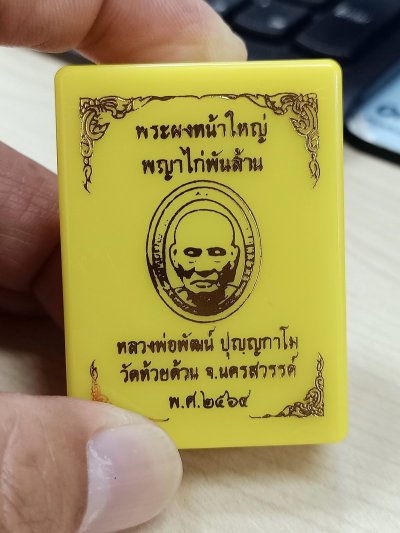 พระผงหน้าใหญ่
พญาไก่พันล้าน
หลวงพ่อพัฒน์ ปุญฺญกาโม
วัดห้วยด้วน จ.นครสวรรค์
พ.ศ.๒๕๖๔